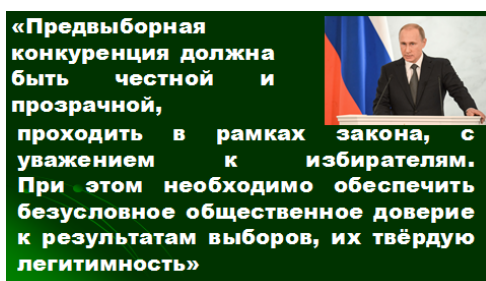 «Предвыборная
конкуренция должна
быть честной и
прозрачной,
проходить в рамках закона, с
уважением к избирателям.
При этом необходимо обеспечить
безусловное общественное доверие
к результатам выборов, их твёрдую
легитимность»